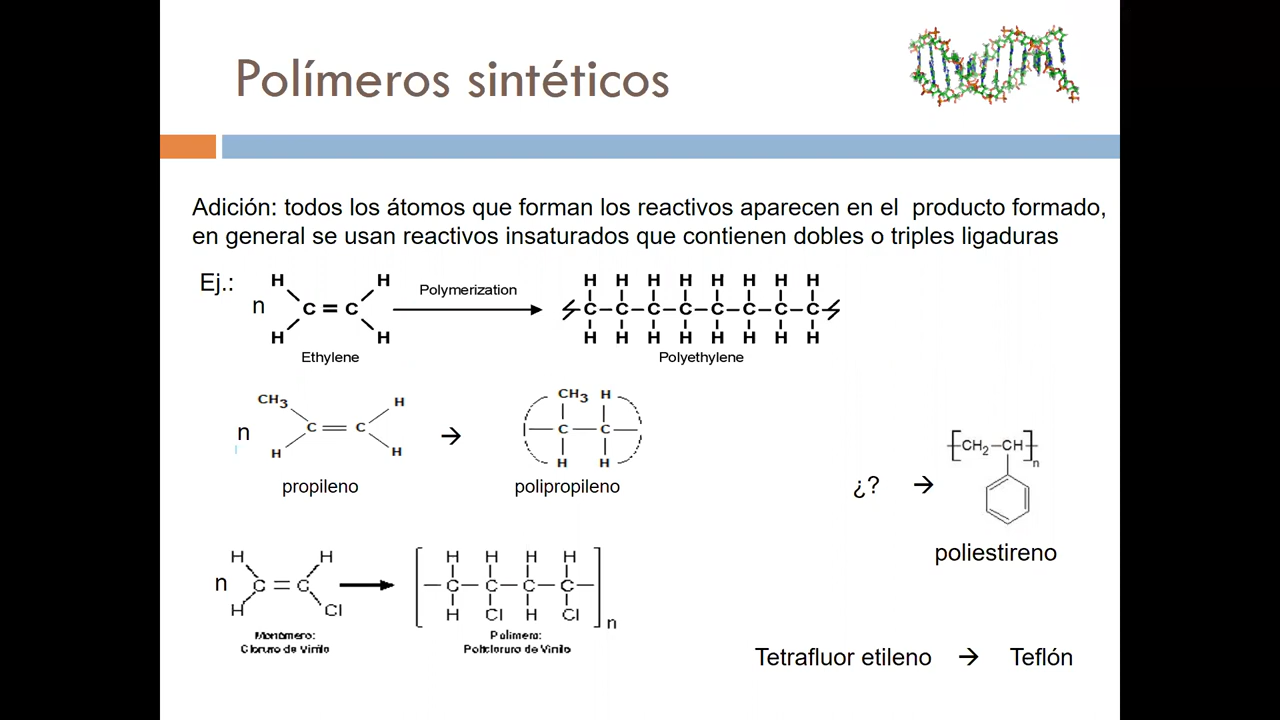 Polímeros sintéticos
Adición: todos los átomos que forman los reactivos aparecen en el producto formado,
en general se usan reactivos insaturados que contienen dobles o triples ligaduras
Ej.:
n
H H
C = C
H H
Ethylene
Polymerization
H H H H H H H H
C–C–C–C–C–C–C–C
H H H H H H H H
Polyethylene
n
CH3 H
C = C
H H
propileno
→
CH3 H
C C
H H
polipropileno
¿? →
CH2–CH
n
poliestireno
n
H H
C = C
H Cl
Monómero:
Cloruro de Vinilo
H H H H
–C–C–C–C–
H Cl H Cl
n
Polímero:
Policloruro de Vinilo
Tetrafluor etileno → Teflón